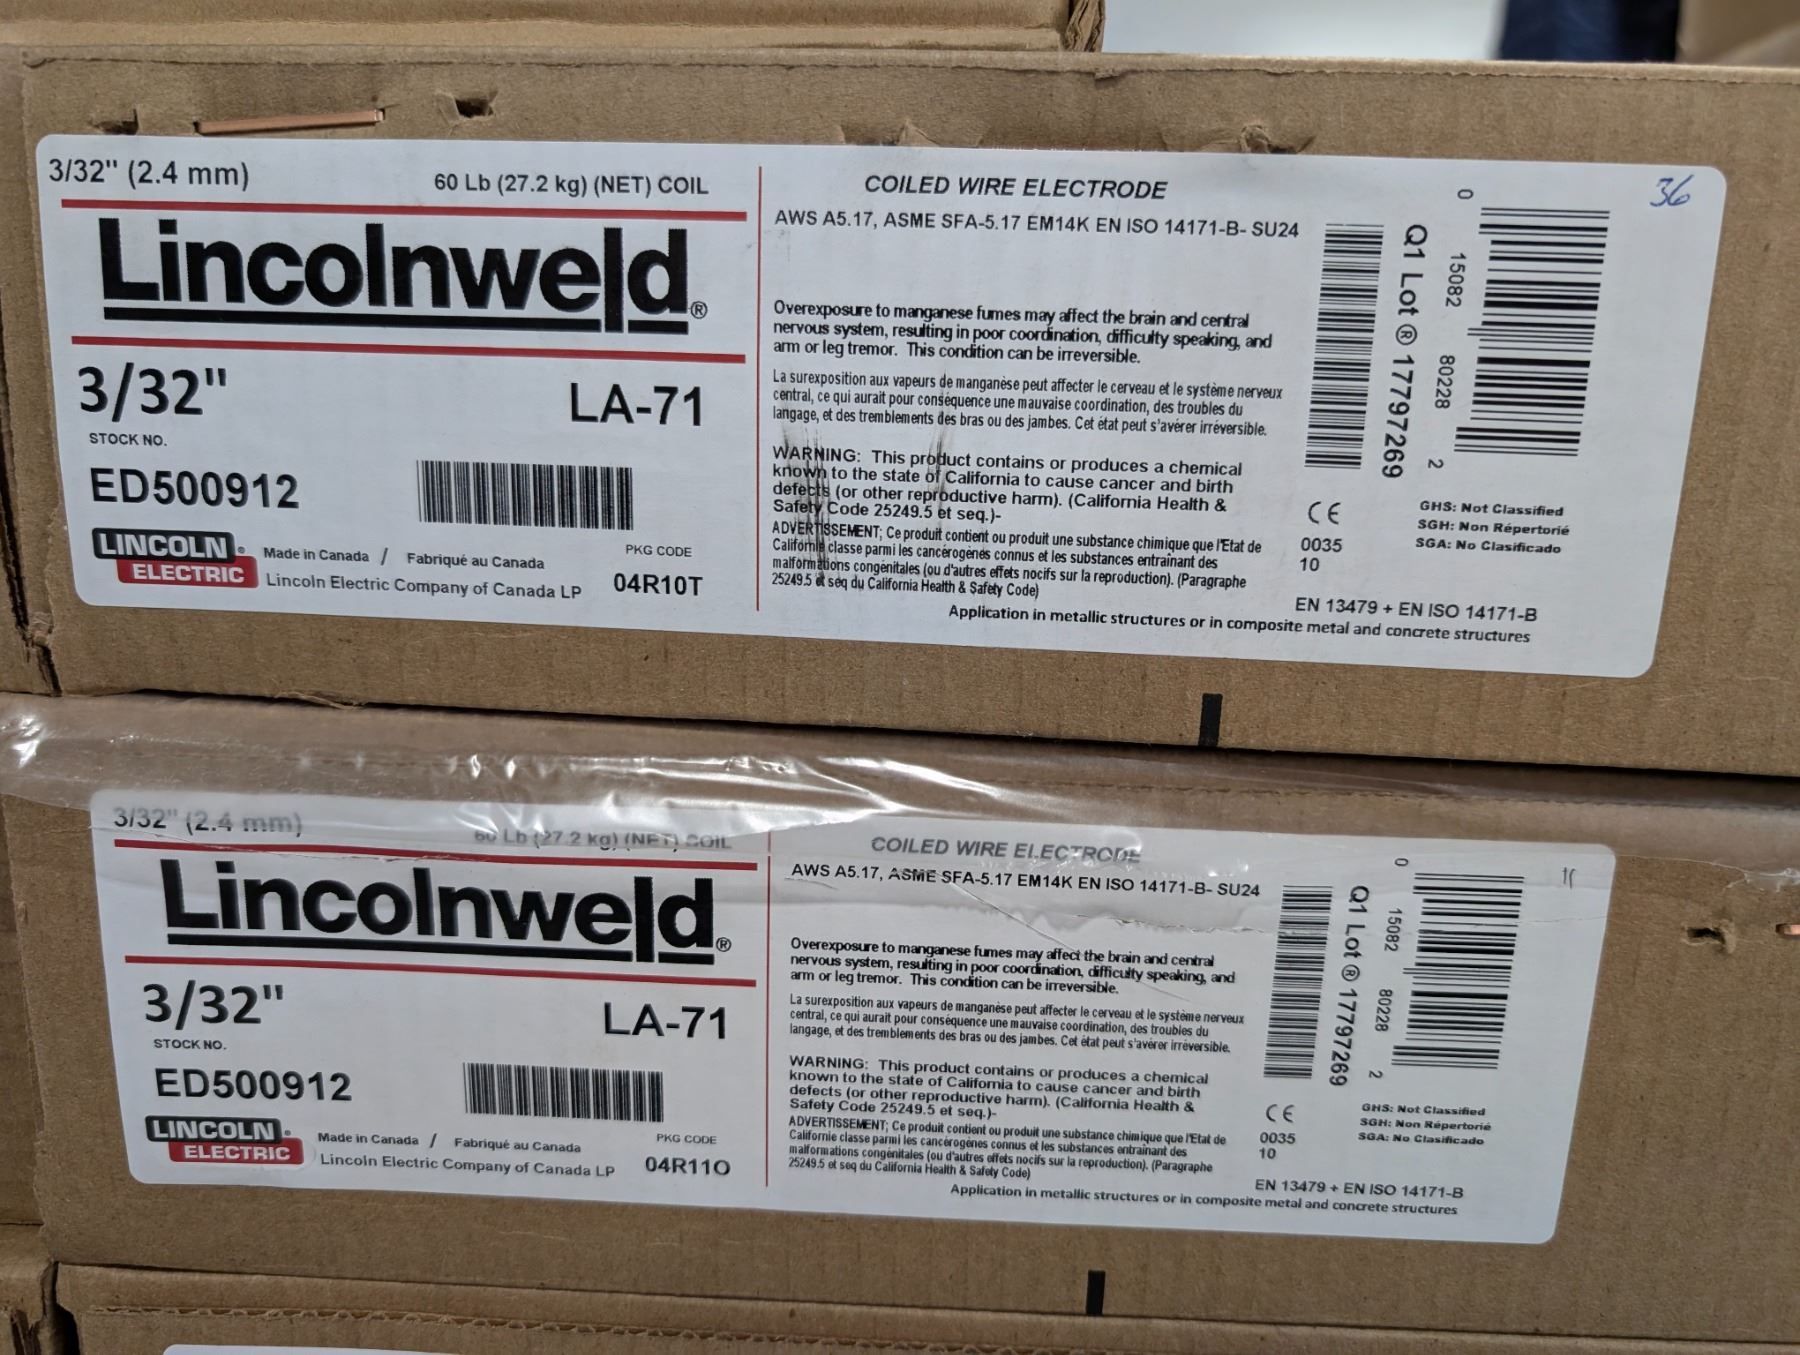 3/32" (2.4 mm)
60 Lb (27.2 kg) (NET) COIL
Lincolnweld®
3/32"
LA-71
STOCK NO.
ED500912
LINCOLN ®
ELECTRIC
Made in Canada / Fabriqué au Canada
Lincoln Electric Company of Canada LP
PKG CODE
04R10T
COILED WIRE ELECTRODE
AWS A5.17, ASME SFA-5.17 EM14K EN ISO 14171-B- SU24
Overexposure to manganese fumes may affect the brain and central
nervous system, resulting in poor coordination, difficulty speaking, and
arm or leg tremor. This condition can be irreversible.
La surexposition aux vapeurs de manganèse peut affecter le cerveau et le système nerveux
central, ce qui aurait pour conséquence une mauvaise coordination, des troubles du
langage, et des tremblements des bras ou des jambes. Cet état peut s'avérer irréversible.
WARNING: This product contains or produces a chemical
known to the state of California to cause cancer and birth
defects (or other reproductive harm). (California Health &
Safety Code 25249.5 et seq.)-
ADVERTISSEMENT; Ce produit contient ou produit une substance chimique que l'Etat de
Californie classe parmi les cancérogènes connus et les substances entraînant des
malformations congénitales (ou d'autres effets nocifs sur la reproduction). (Paragraphe
25249.5 et seq du California Health & Safety Code)
Q1 Lot ® 17797269
0 15082 80228 2
36
CE
0035
10
GHS: Not Classified
SGH: Non Répertorié
SGA: No Clasificado
EN 13479 + EN ISO 14171-B
Application in metallic structures or in composite metal and concrete structures
3/32" (2.4 mm)
60 Lb (27.2 kg) (NET) COIL
Lincolnweld®
3/32"
LA-71
STOCK NO.
ED500912
LINCOLN ®
ELECTRIC
Made in Canada / Fabriqué au Canada
Lincoln Electric Company of Canada LP
PKG CODE
04R11O
COILED WIRE ELECTRODE
AWS A5.17, ASME SFA-5.17 EM14K EN ISO 14171-B- SU24
Overexposure to manganese fumes may affect the brain and central
nervous system, resulting in poor coordination, difficulty speaking, and
arm or leg tremor. This condition can be irreversible.
La surexposition aux vapeurs de manganèse peut affecter le cerveau et le système nerveux
central, ce qui aurait pour conséquence une mauvaise coordination, des troubles du
langage, et des tremblements des bras ou des jambes. Cet état peut s'avérer irréversible.
WARNING: This product contains or produces a chemical
known to the state of California to cause cancer and birth
defects (or other reproductive harm). (California Health &
Safety Code 25249.5 et seq.)-
ADVERTISSEMENT; Ce produit contient ou produit une substance chimique que l'Etat de
Californie classe parmi les cancérogènes connus et les substances entraînant des
malformations congénitales (ou d'autres effets nocifs sur la reproduction). (Paragraphe
25249.5 et seq du California Health & Safety Code)
Q1 Lot ® 17797269
0 15082 80228 2
CE
0035
10
GHS: Not Classified
SGH: Non Répertorié
SGA: No Clasificado
EN 13479 + EN ISO 14171-B
Application in metallic structures or in composite metal and concrete structures